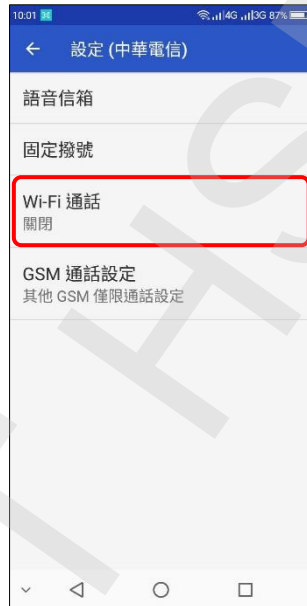 10:01 4G 3G 87%
設定 (中華電信)
語音信箱
固定撥號
Wi-Fi 通話
關閉
GSM 通話設定
其他 GSM 僅限通話設定